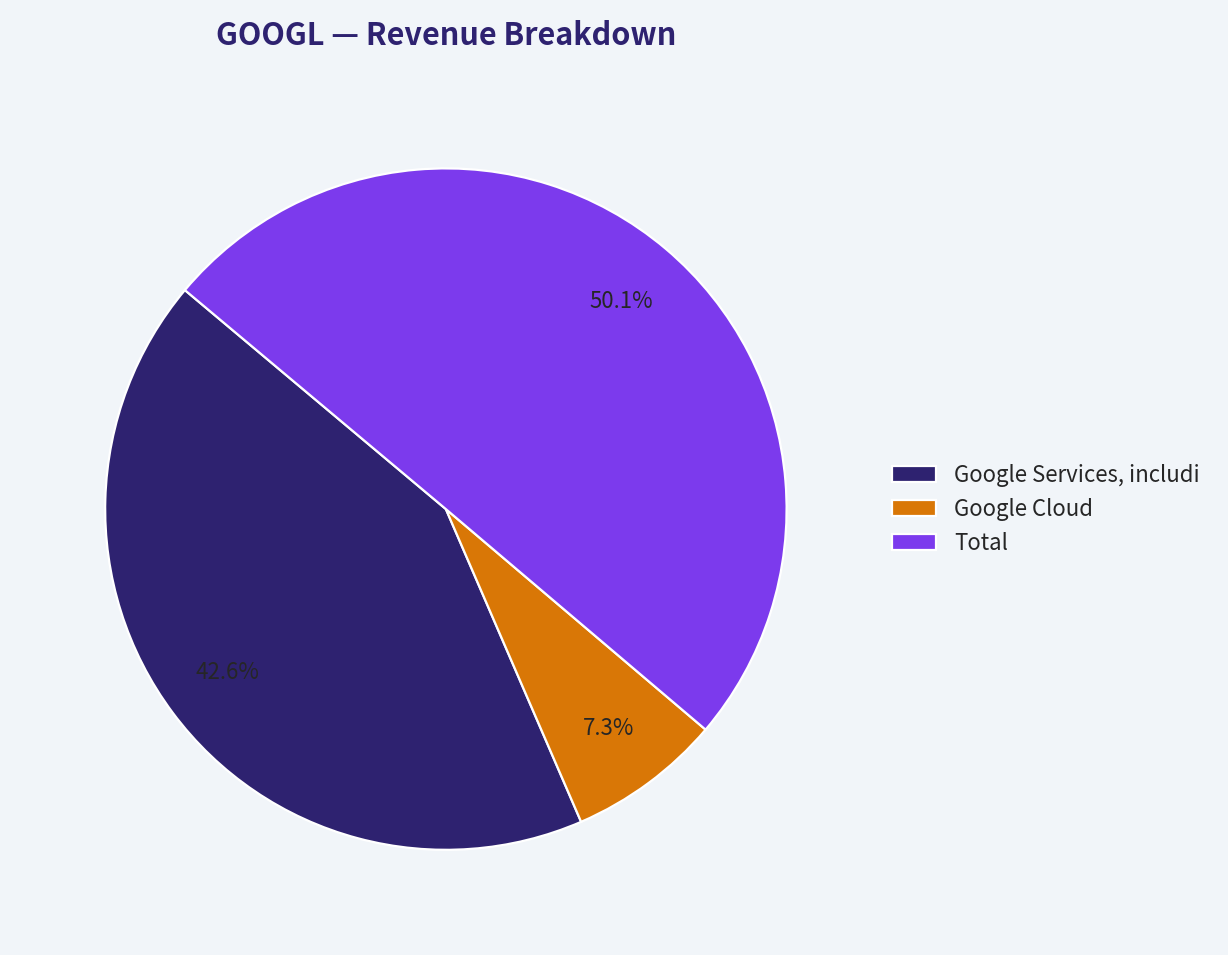 GOOGL — Revenue Breakdown
50.1%
42.6%
7.3%
Google Services, includi
Google Cloud
Total